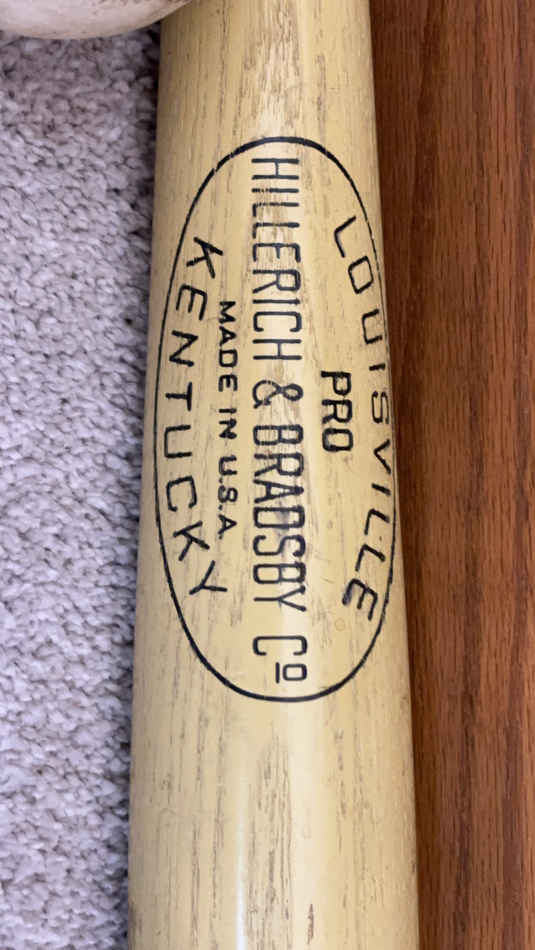 LOUISVILLE
PRO
HILLERICH & BRADSBY Cº
MADE IN U.S.A
KENTUCKY